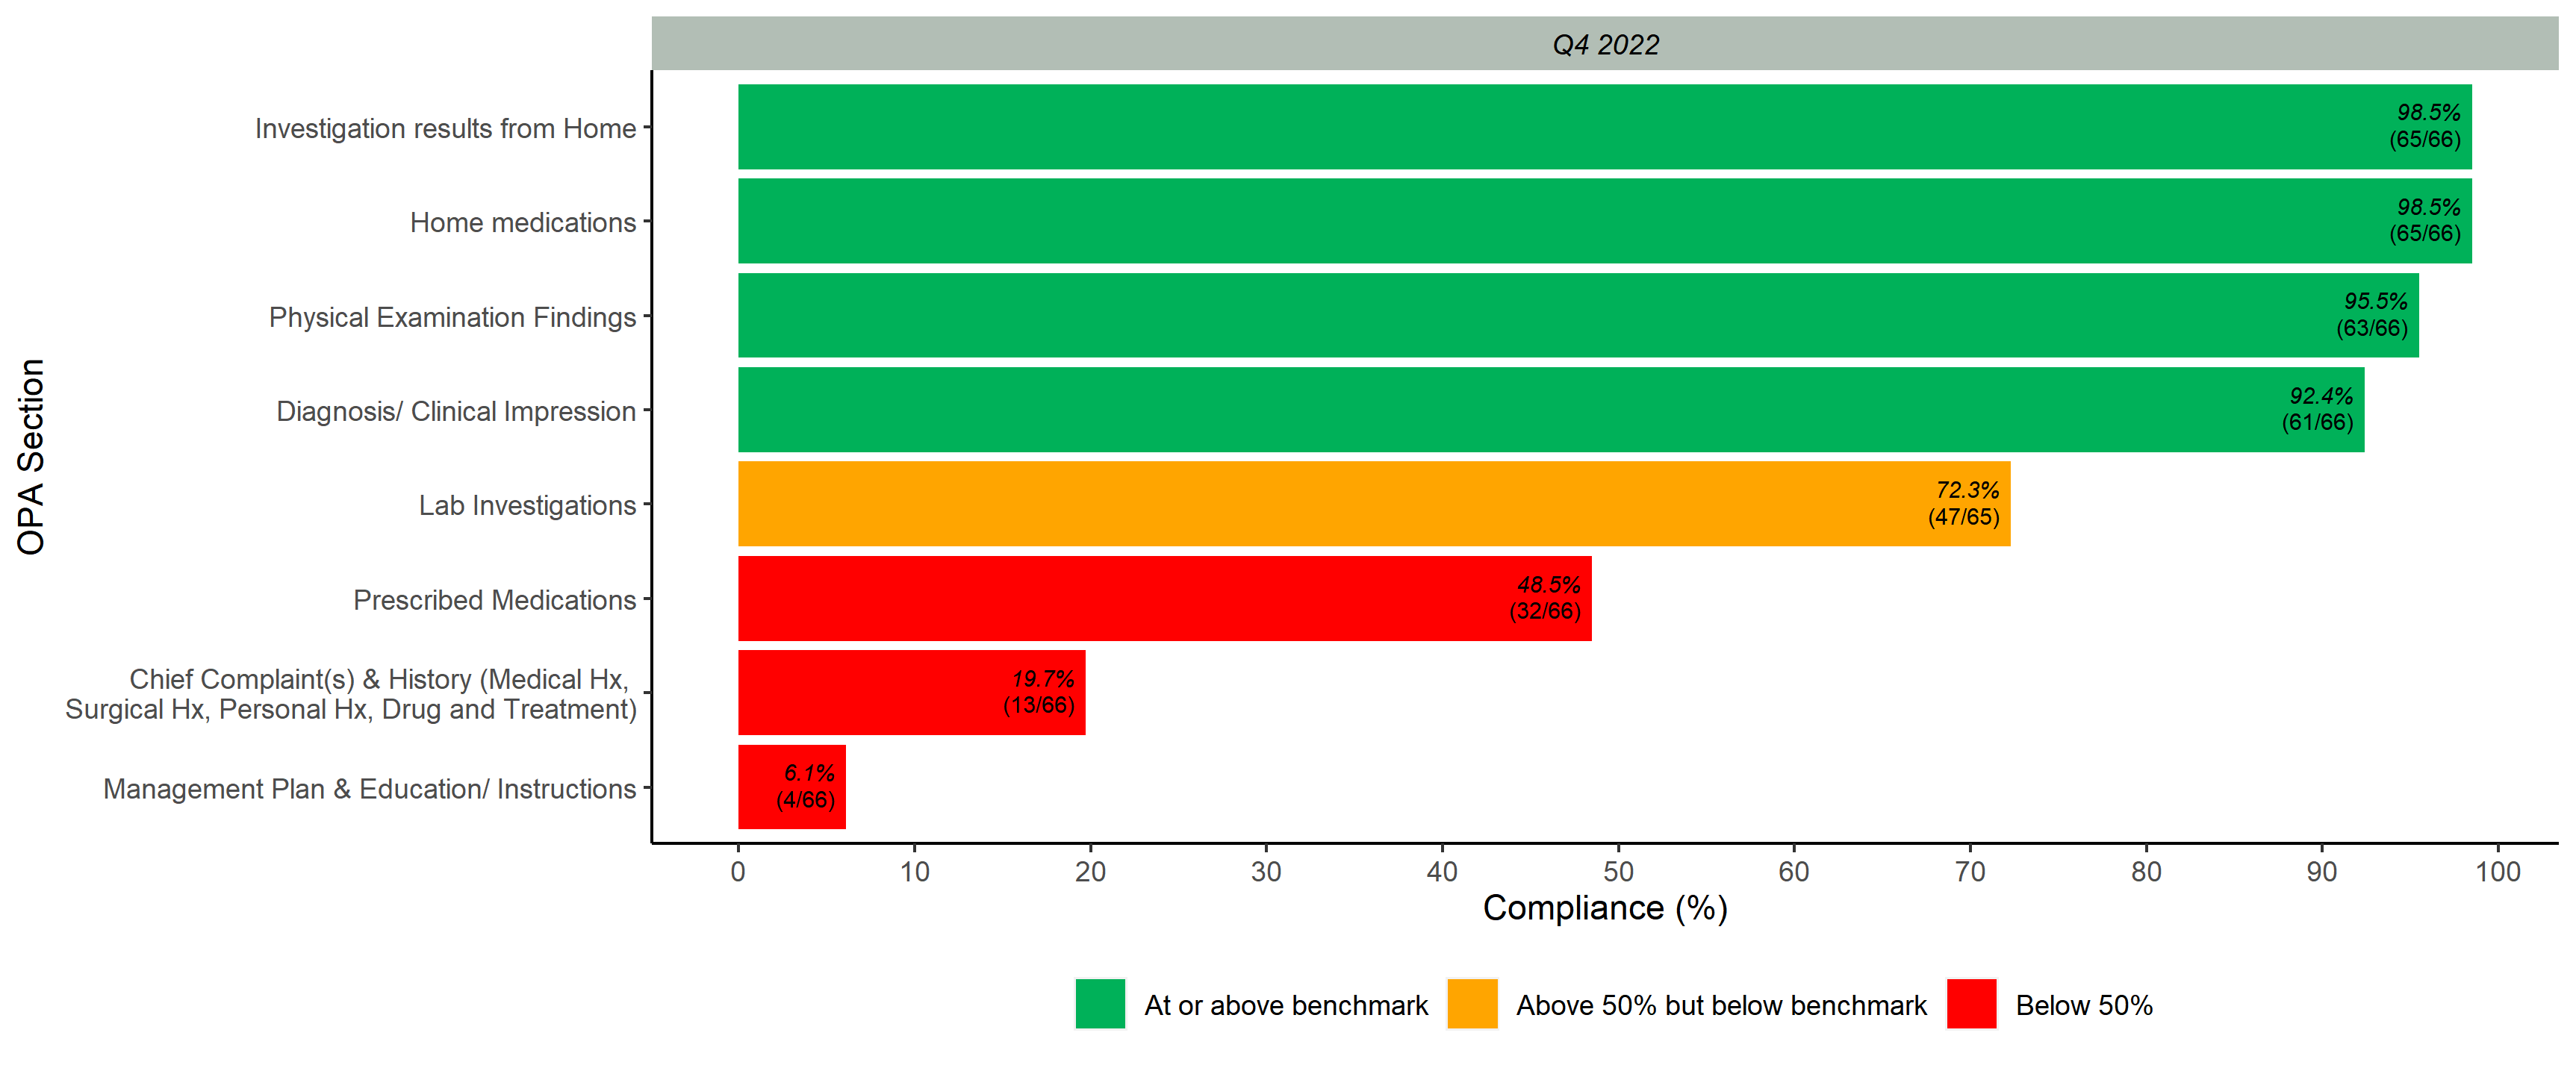 Q4 2022
OPA Section
Investigation results from Home
98.5%
(65/66)
Home medications
98.5%
(65/66)
Physical Examination Findings
95.5%
(63/66)
Diagnosis/ Clinical Impression
92.4%
(61/66)
Lab Investigations
72.3%
(47/65)
Prescribed Medications
48.5%
(32/66)
Chief Complaint(s) & History (Medical Hx,
Surgical Hx, Personal Hx, Drug and Treatment)
19.7%
(13/66)
Management Plan & Education/ Instructions
6.1%
(4/66)
0 10 20 30 40 50 60 70 80 90 100
Compliance (%)
At or above benchmark Above 50% but below benchmark Below 50%